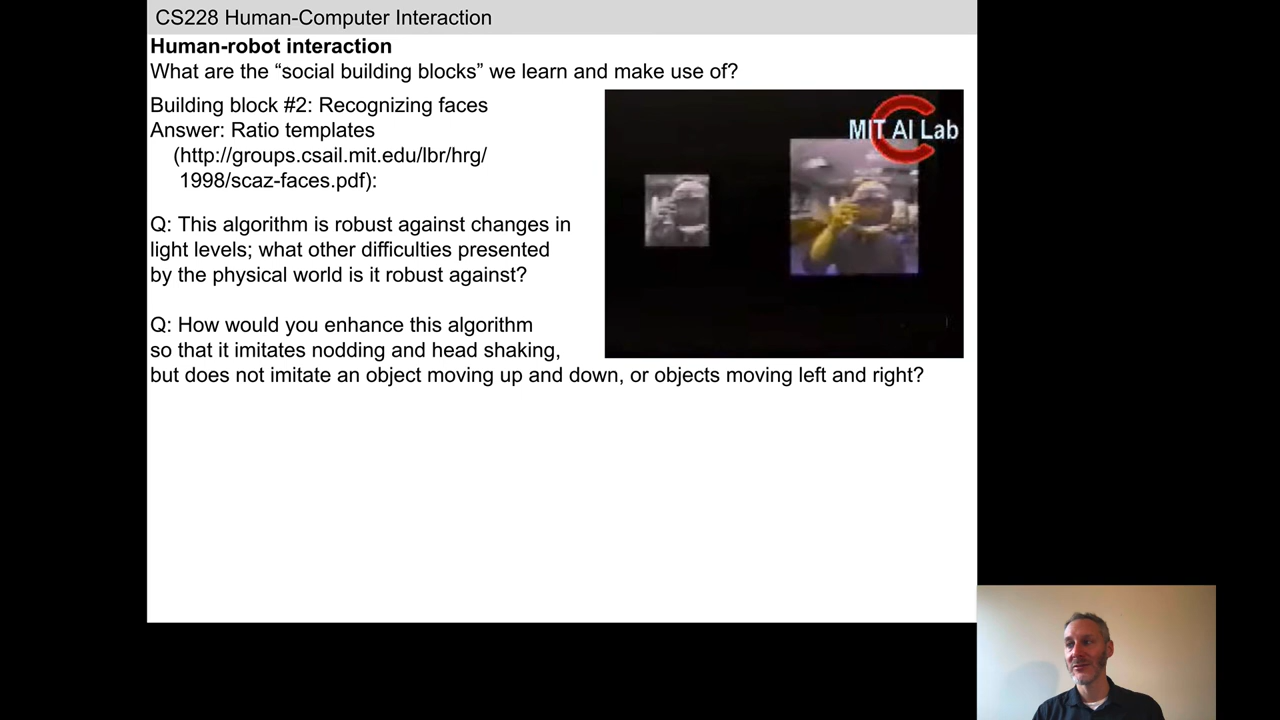 CS228 Human-Computer Interaction
Human-robot interaction
What are the “social building blocks” we learn and make use of?
Building block #2: Recognizing faces
Answer: Ratio templates
(http://groups.csail.mit.edu/lbr/hrg/
1998/scaz-faces.pdf):
MIT AI Lab
Q: This algorithm is robust against changes in
light levels; what other difficulties presented
by the physical world is it robust against?
Q: How would you enhance this algorithm
so that it imitates nodding and head shaking,
but does not imitate an object moving up and down, or objects moving left and right?